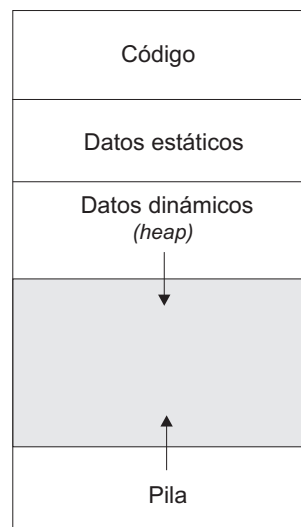 Código
Datos estáticos
Datos dinámicos
(heap)
Pila